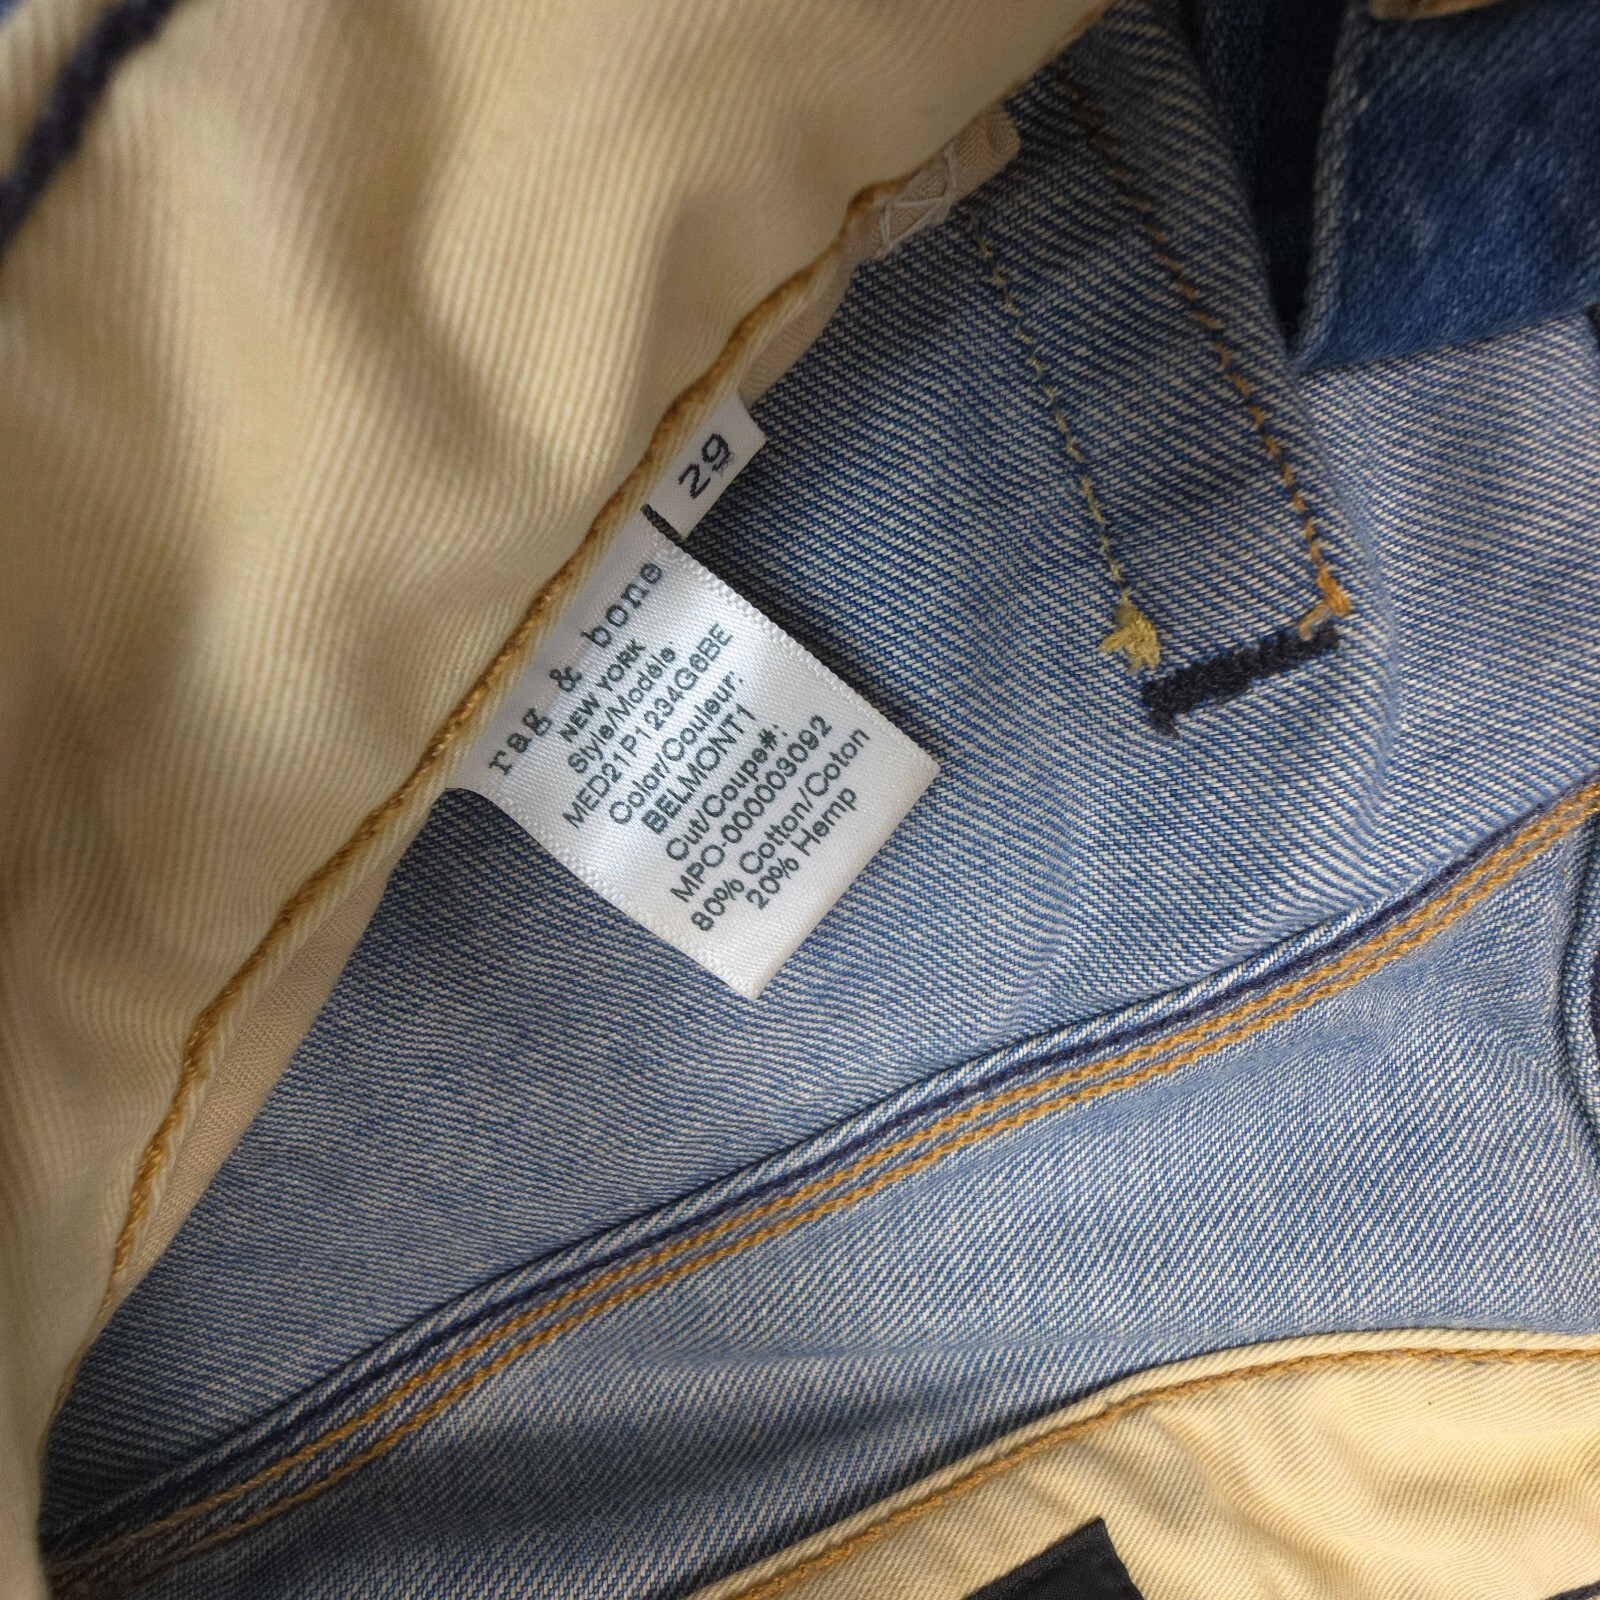 29
rag & bone
NEW YORK
Style/Modèle:
MED21P1234G6BE
Color/Couleur:
BELMONT1
Cut/Coupe#:
MPO-000003092
80% Cotton/Coton
20% Hemp